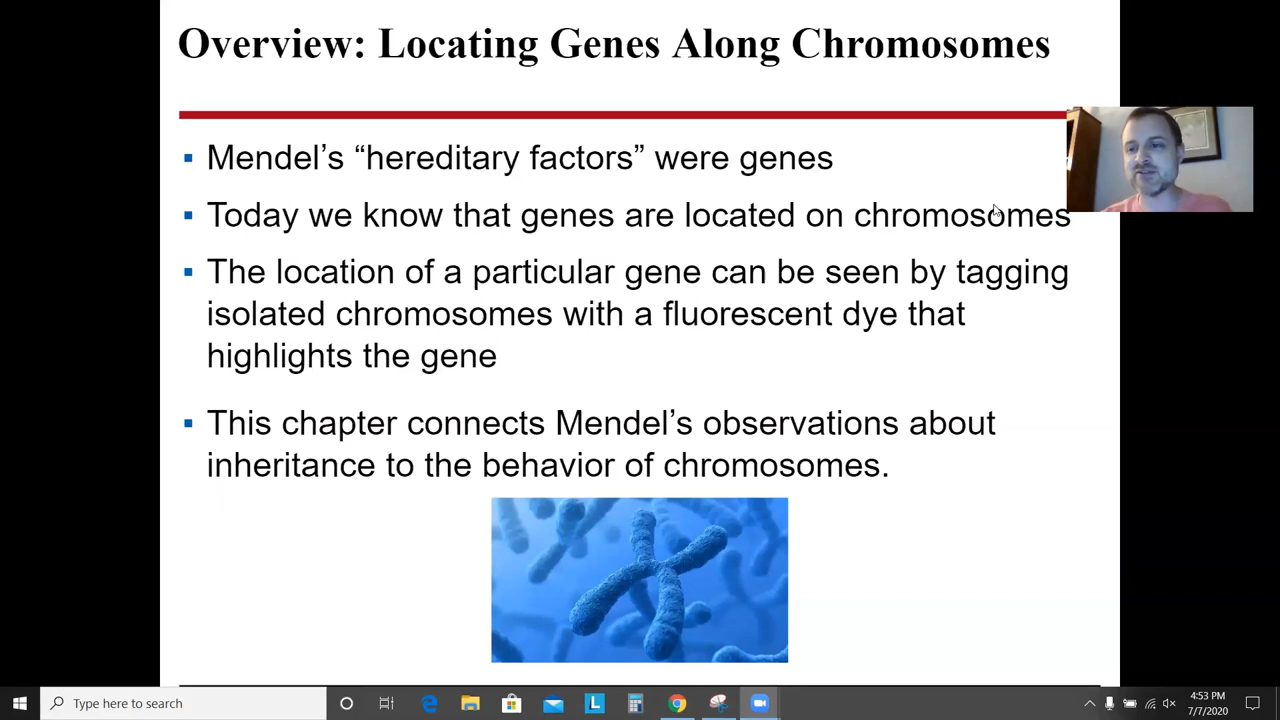 Overview: Locating Genes Along Chromosomes
▪ Mendel’s “hereditary factors” were genes
▪ Today we know that genes are located on chromosomes
▪ The location of a particular gene can be seen by tagging
isolated chromosomes with a fluorescent dye that
highlights the gene
▪ This chapter connects Mendel’s observations about
inheritance to the behavior of chromosomes.
Type here to search
L
4:53 PM
7/7/2020